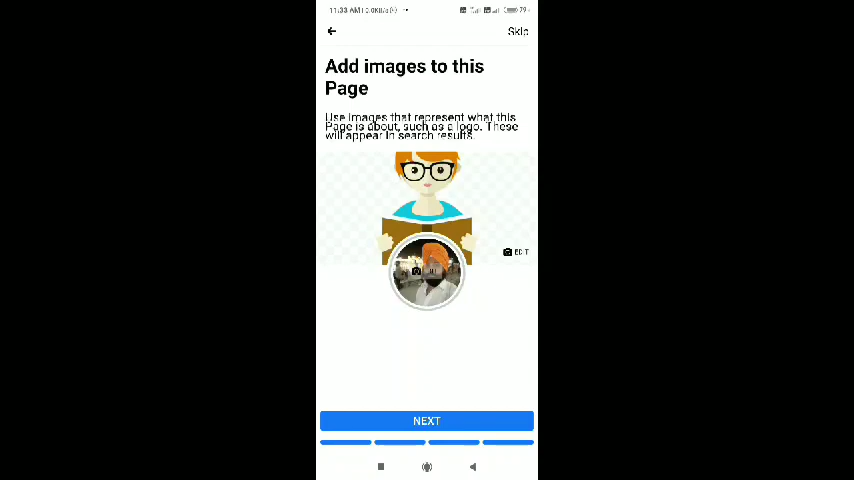 11:33 AM | 0.0KB/s
79
Skip
Add images to this
Page
Use images that represent what this
Page is about, such as a logo. These
will appear in search results.
EDIT
NEXT